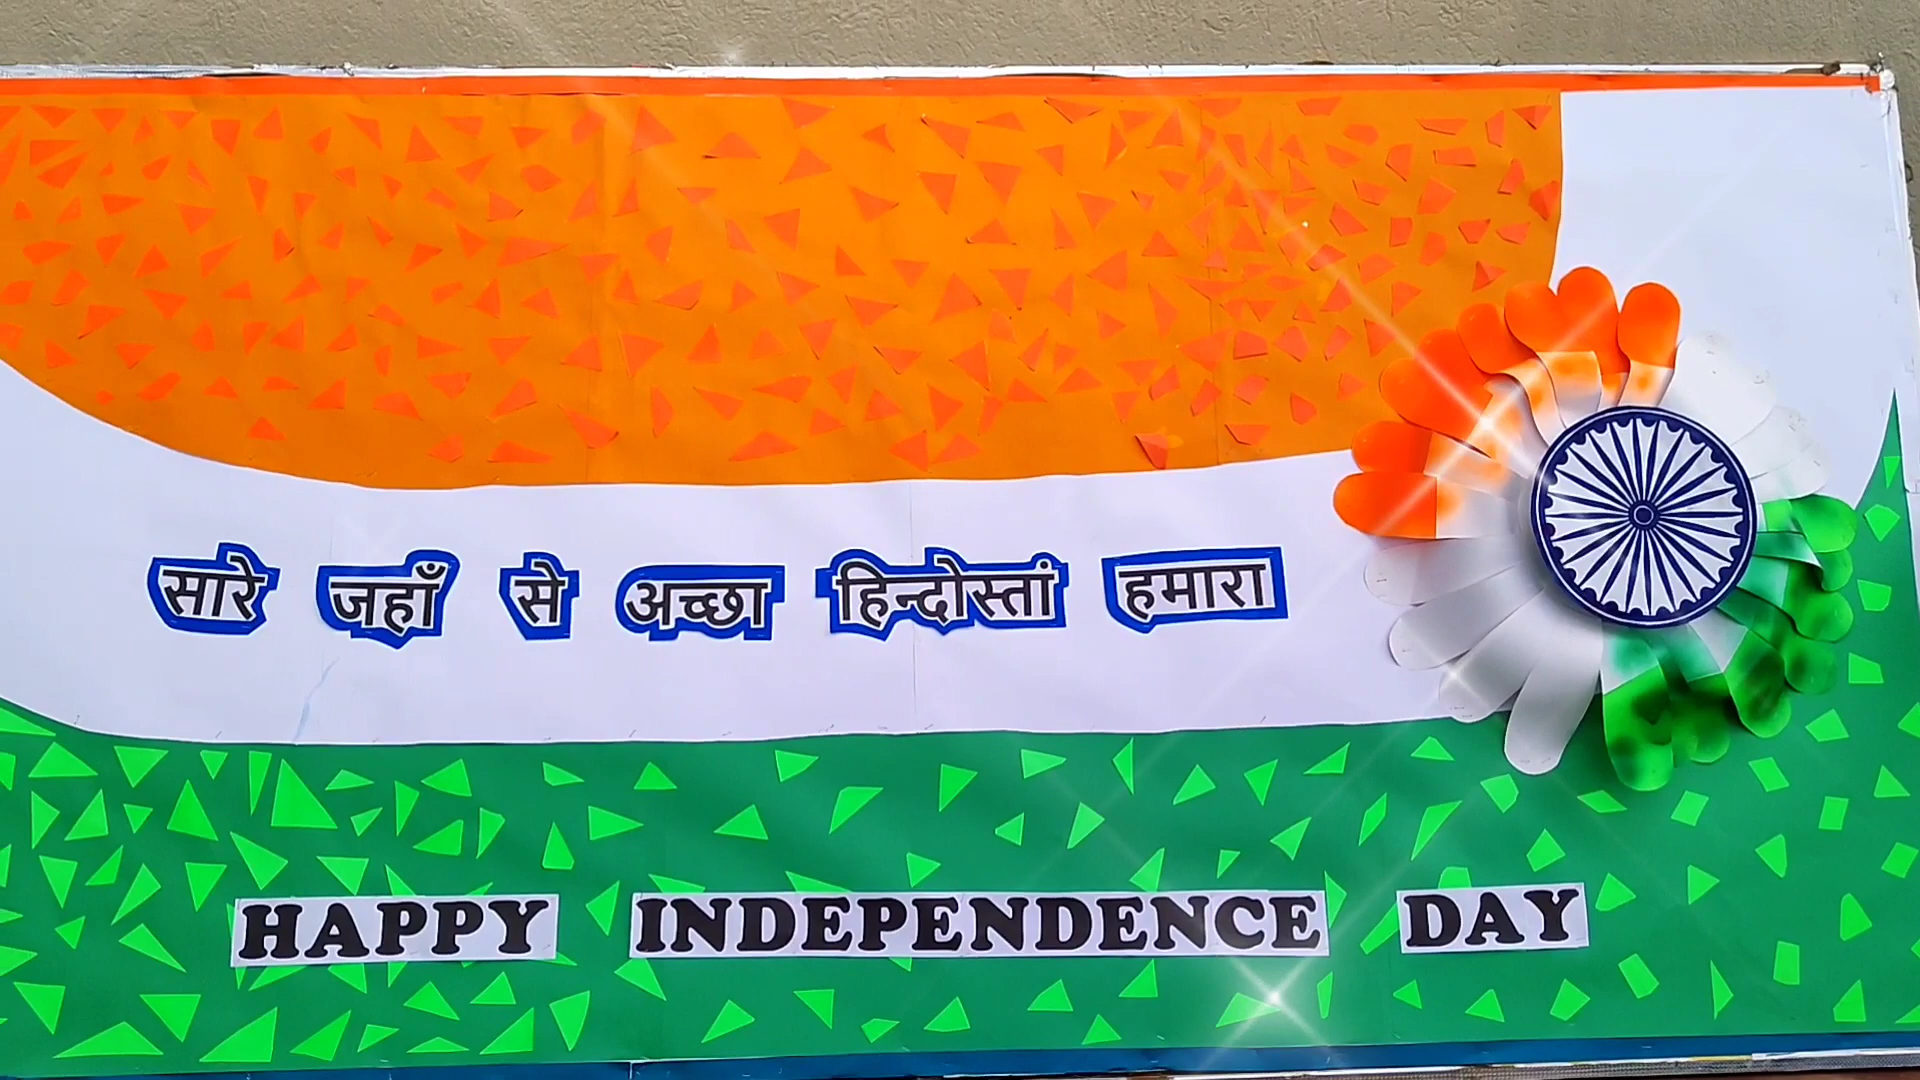 सारे जहाँ से अच्छा हिन्दोस्तां हमारा
HAPPY INDEPENDENCE DAY